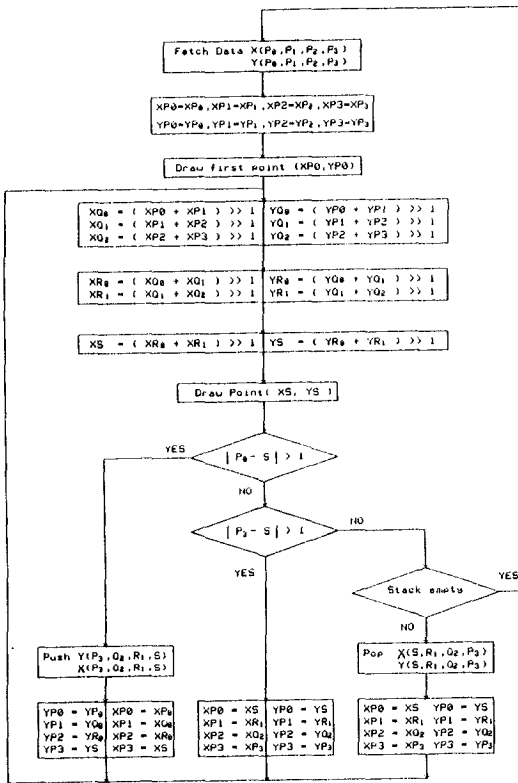 Fetch Data X(P₀,P₁,P₂,P₃)
Y(P₀,P₁,P₂,P₃)
XP0=XP₀,XP1=XP₁,XP2=XP₂,XP3=XP₃
YP0=YP₀,YP1=YP₁,YP2=YP₂,YP3=YP₃
Draw first point (XP0,YP0)
XQ₀ = ( XP0 + XP1 ) >> 1 YQ₀ = ( YP0 + YP1 ) >> 1
XQ₁ = ( XP1 + XP2 ) >> 1 YQ₁ = ( YP1 + YP2 ) >> 1
XQ₂ = ( XP2 + XP3 ) >> 1 YQ₂ = ( YP2 + YP3 ) >> 1
XR₀ = ( XQ₀ + XQ₁ ) >> 1 YR₀ = ( YQ₀ + YQ₁ ) >> 1
XR₁ = ( XQ₁ + XQ₂ ) >> 1 YR₁ = ( YQ₁ + YQ₂ ) >> 1
XS = ( XR₀ + XR₁ ) >> 1 YS = ( YR₀ + YR₁ ) >> 1
Draw Point( XS, YS )
YES
| P₀ - S | > 1
NO
| P₃ - S | > 1
NO
YES
Stack empty
YES
NO
Push Y(P₃,Q₂,R₁,S)
X(P₃,Q₂,R₁,S)
Pop X(S,R₁,Q₂,P₃)
Y(S,R₁,Q₂,P₃)
YP0 = YP₀ XP0 = XP₀
YP1 = YQ₀ XP1 = XQ₀
YP2 = YR₀ XP2 = XR₀
YP3 = YS XP3 = XS
XP0 = XS YP0 = YS
XP1 = XR₁ YP1 = YR₁
XP2 = XQ₂ YP2 = YQ₂
XP3 = XP₃ YP3 = YP₃
XP0 = XS YP0 = YS
XP1 = XR₁ YP1 = YR₁
XP2 = XQ₂ YP2 = YQ₂
XP3 = XP₃ YP3 = YP₃